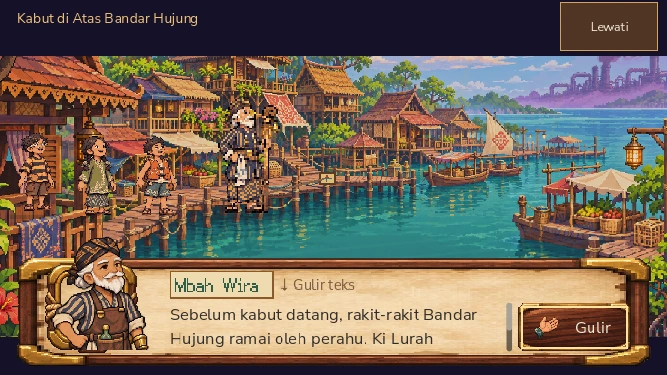 Kabut di Atas Bandar Hujung
Lewati
Mbah Wira
↓ Gulir teks
Sebelum kabut datang, rakit-rakit Bandar
Hujung ramai oleh perahu. Ki Lurah
Gulir